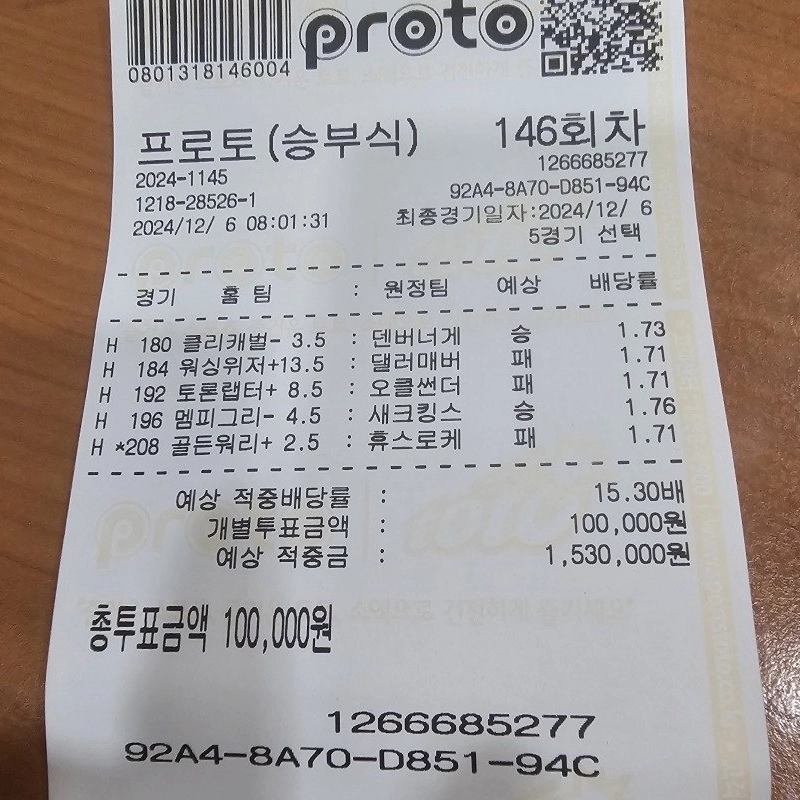 proto
0801318146004
프로토(승부식) 146회차
2024-1145 1266685277
1218-28526-1 92A4-8A70-D851-94C
2024/12/ 6 08:01:31 최종경기일자:2024/12/ 6
5경기 선택
경기 홈 팀 : 원정팀 예상 배당률
H 180 클리캐벌- 3.5 : 덴버너게 승 1.73
H 184 워싱위저+13.5 : 댈러매버 패 1.71
H 192 토론랩터+ 8.5 : 오클썬더 패 1.71
H 196 멤피그리- 4.5 : 새크킹스 승 1.76
H *208 골든워리+ 2.5 : 휴스로케 패 1.71
예상 적중배당률 : 15.30배
개별투표금액 : 100,000원
예상 적중금 : 1,530,000원
총투표금액 100,000원
1266685277
92A4-8A70-D851-94C